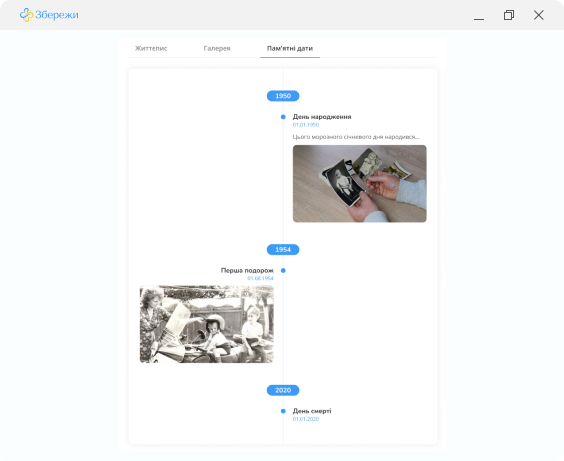 Збережи
Життєпис Галерея Пам'ятні дати
1950
День народження
01.01.1950
Цього морозного січневого дня народився...
1954
Перша подорож
01.06.1954
2020
День смерті
01.01.2020